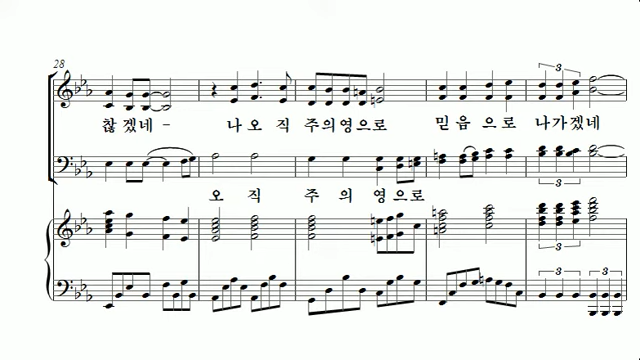 28
3
찮겠네 - 나오 직 주의영으로 믿음 으로 나가겠네
3
오 직 주 의 영으로
3
3 3